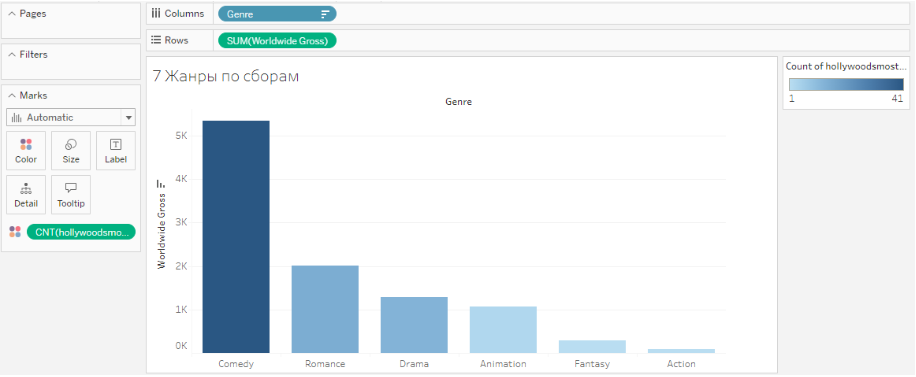 Pages
Columns
Genre
Rows
SUM(Worldwide Gross)
Filters
Marks
Automatic
Color
Size
Label
Detail
Tooltip
CNT(hollywoodsmo...
7 Жанры по сборам
Genre
Worldwide Gross
5K
4K
3K
2K
1K
0K
Comedy Romance Drama Animation Fantasy Action
Count of hollywoodsmost...
1 41